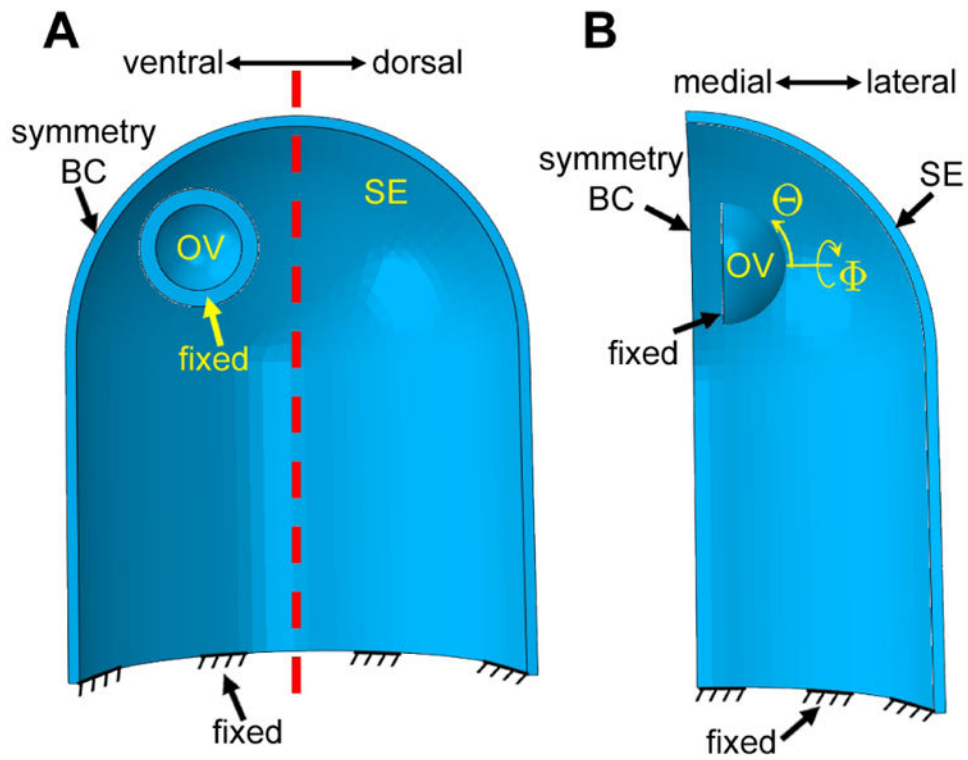 A
ventral
dorsal
symmetry
BC
SE
OV
fixed
fixed
B
medial
lateral
symmetry
BC
SE
Θ
OV
Φ
fixed
fixed